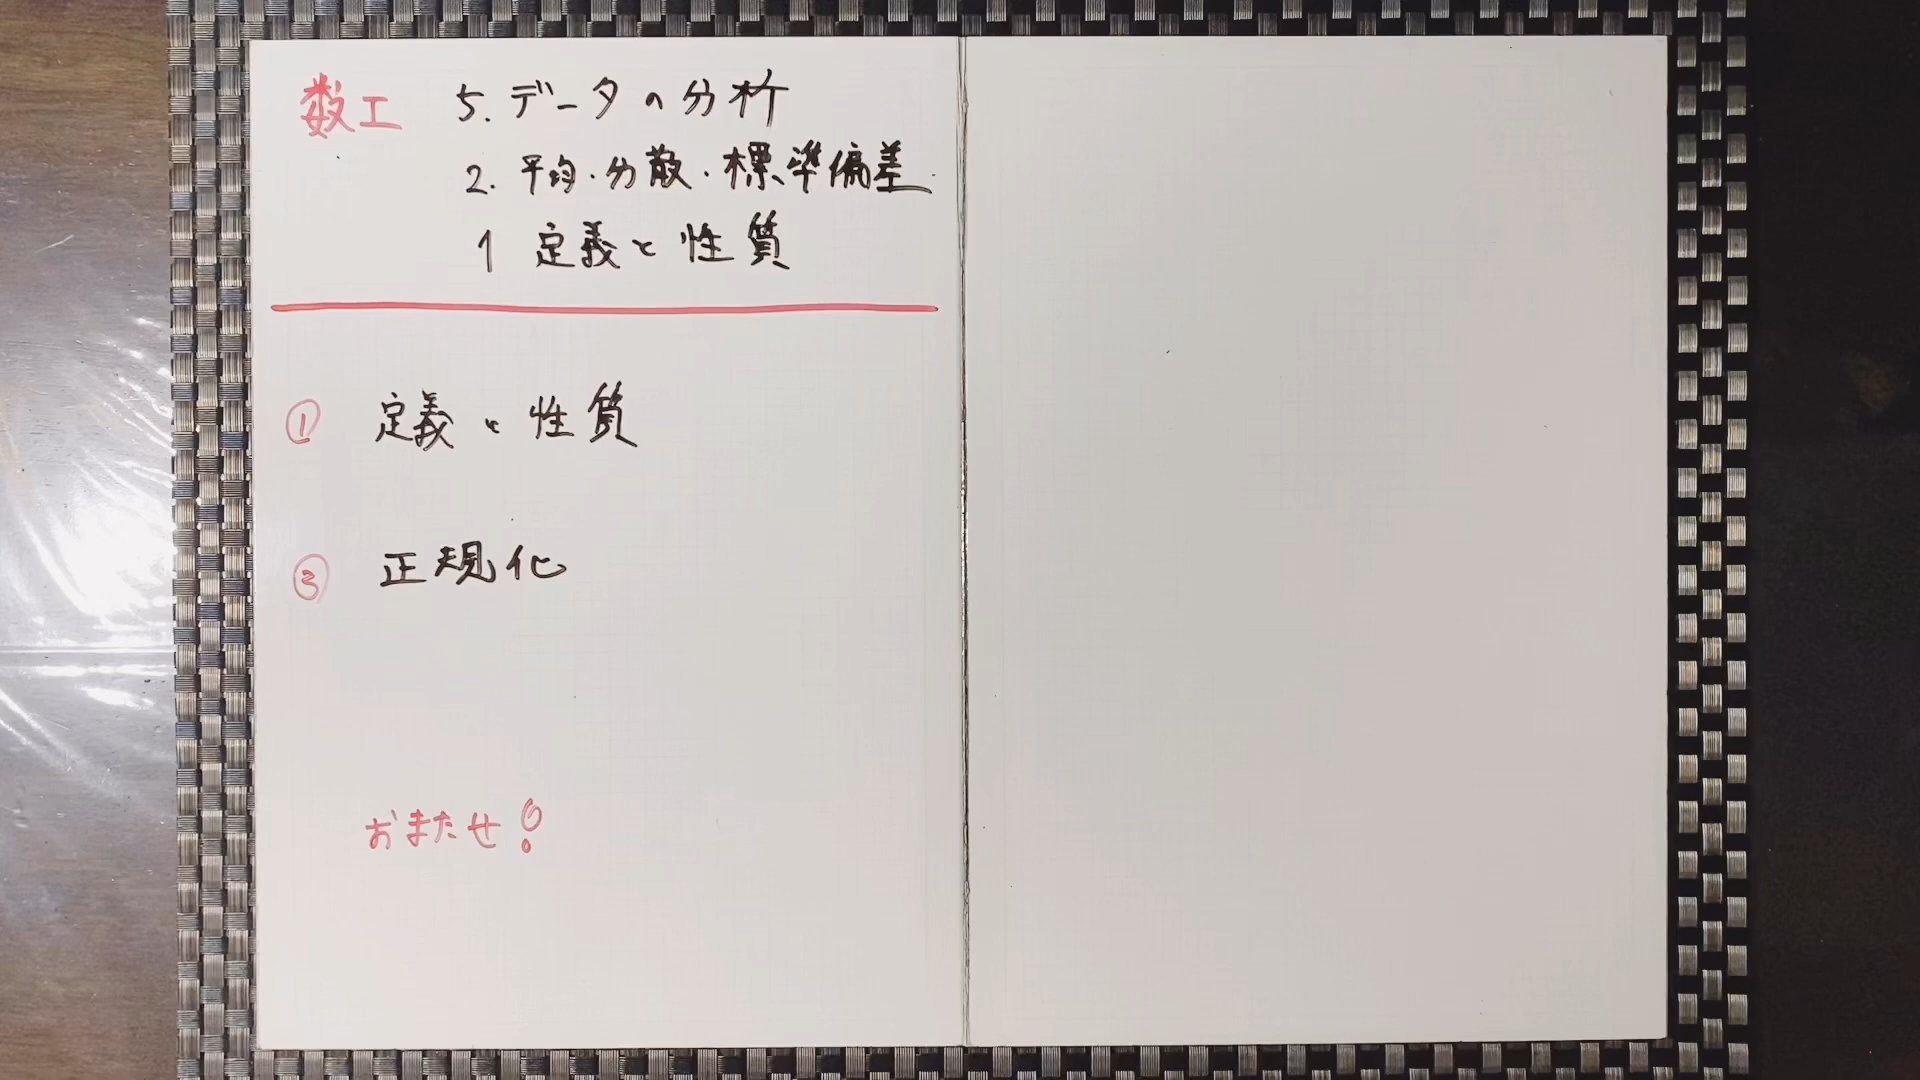 数I 5. データの分析
2. 平均・分散・標準偏差
1 定義と性質
① 定義と性質
② 正規化
おまたせ!